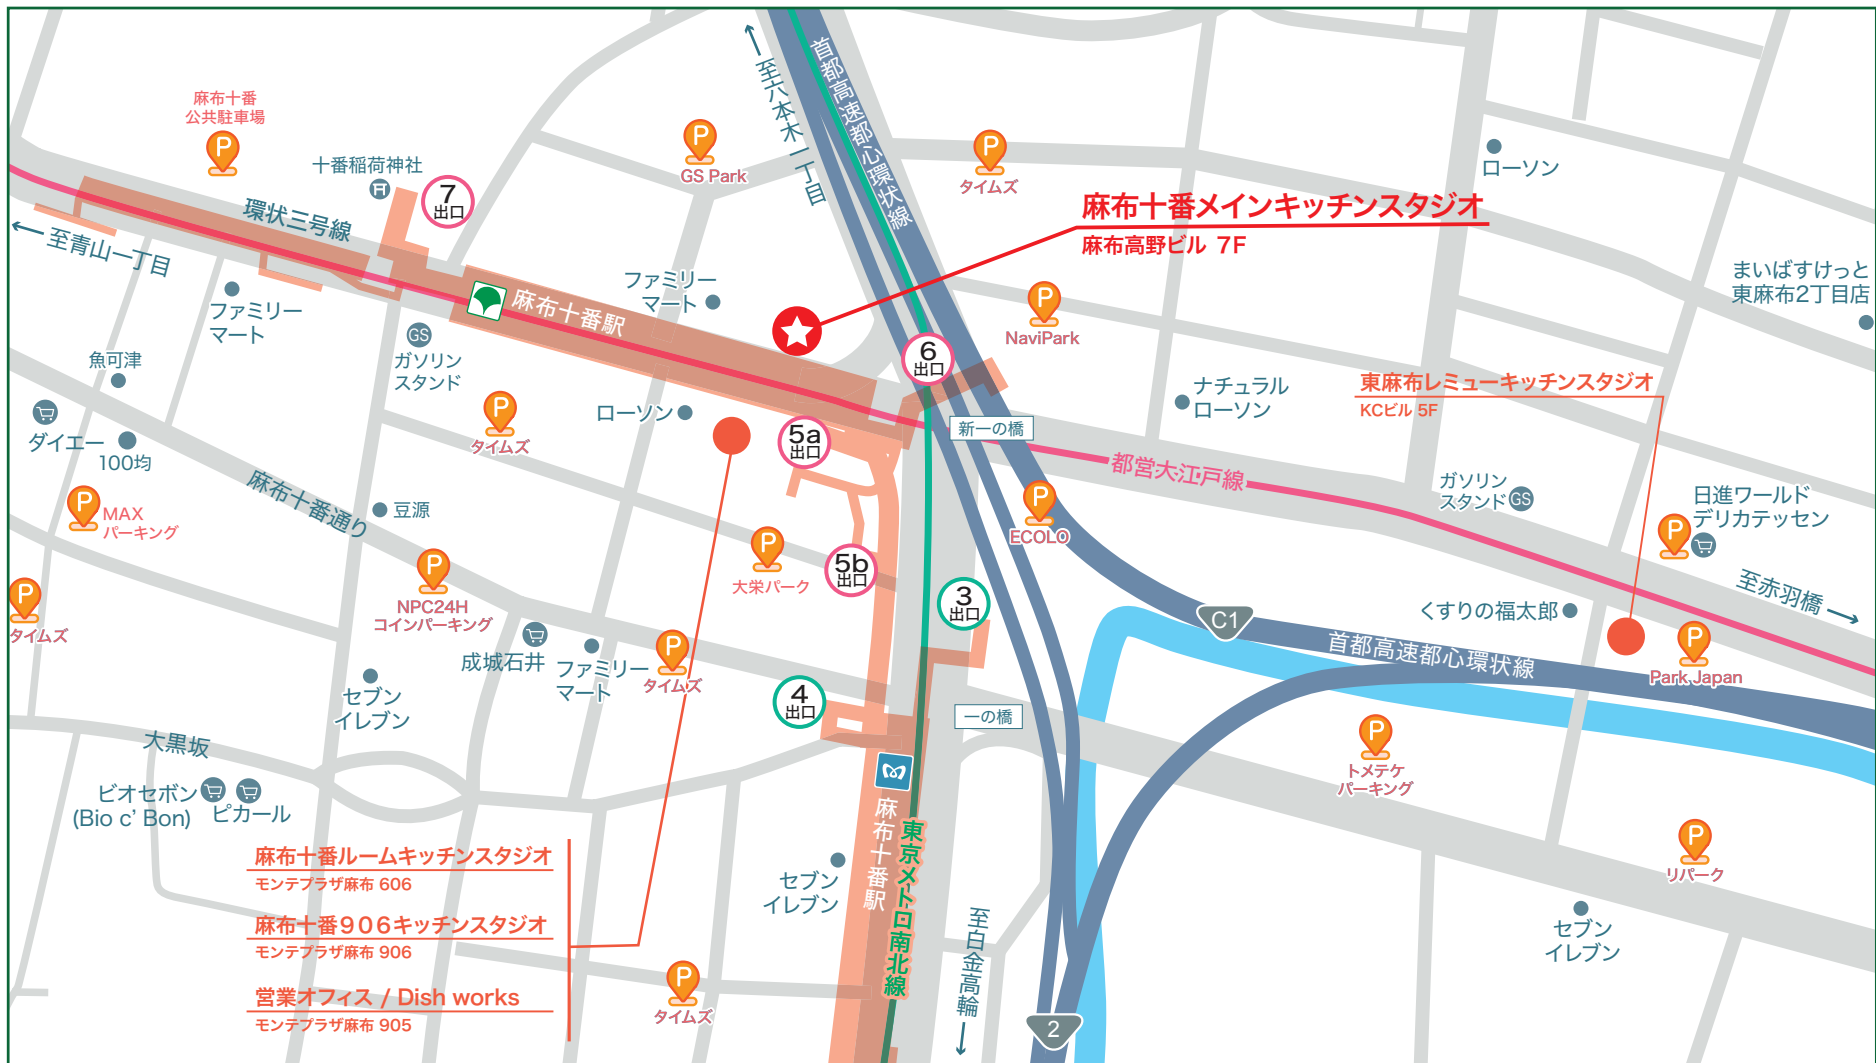 麻布十番
公共駐車場
P
十番稲荷神社
7
出口
環状三号線
←至青山一丁目
ファミリー
マート
GS
ガソリン
スタンド
魚可津
ダイエー
100均
P
MAX
パーキング
麻布十番通り
豆源
P
タイムズ
P
NPC24H
コインパーキング
成城石井
ファミリー
マート
P
タイムズ
P
タイムズ
セブン
イレブン
大黒坂
ビオセボン
(Bio c' Bon)
ピカール
麻布十番ルームキッチンスタジオ
モンテプラザ麻布 606
麻布十番906キッチンスタジオ
モンテプラザ麻布 906
営業オフィス / Dish works
モンテプラザ麻布 905
P
GS Park
←至六本木一丁目
首都高速都心環状線
P
タイムズ
ローソン
麻布十番メインキッチンスタジオ
麻布高野ビル 7F
まいばすけっと
東麻布2丁目店
麻布十番駅
ファミリー
マート
6
出口
P
NaviPark
ナチュラル
ローソン
東麻布レミューキッチンスタジオ
KCビル 5F
ローソン
5a
出口
新一の橋
都営大江戸線
ガソリン
スタンド
GS
日進ワールド
デリカテッセン
P
P
ECOLO
P
大栄パーク
5b
出口
3
出口
C1
首都高速都心環状線
くすりの福太郎
至赤羽橋→
P
Park Japan
4
出口
一の橋
P
トメテケ
パーキング
麻布十番駅
東京メトロ南北線
セブン
イレブン
至白金高輪→
P
リパーク
セブン
イレブン
P
タイムズ
2